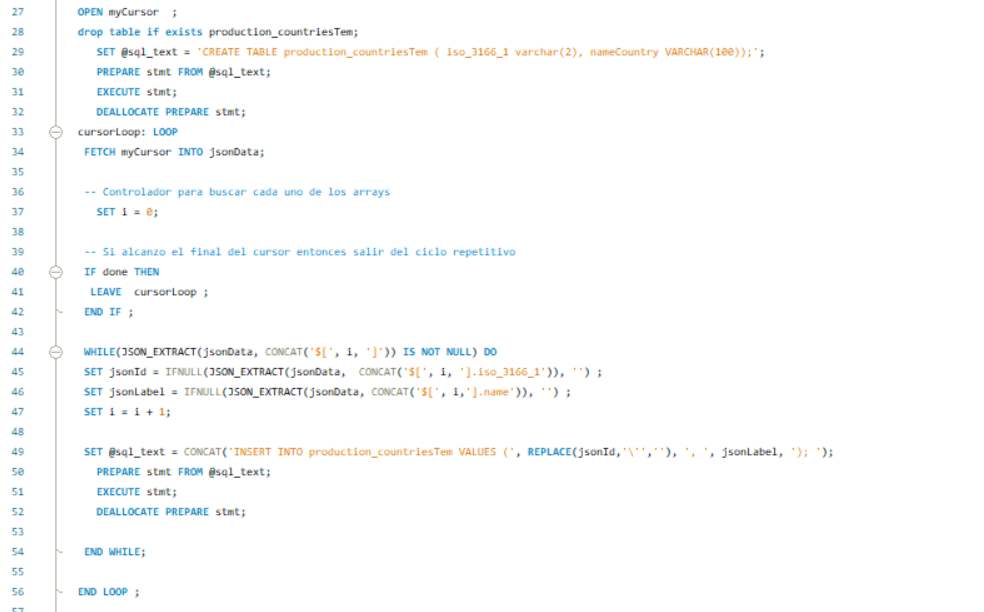 27 OPEN myCursor ;
28 drop table if exists production_countriesTem;
29 SET @sql_text = 'CREATE TABLE production_countriesTem ( iso_3166_1 varchar(2), nameCountry VARCHAR(100));';
30 PREPARE stmt FROM @sql_text;
31 EXECUTE stmt;
32 DEALLOCATE PREPARE stmt;
33 cursorLoop: LOOP
34 FETCH myCursor INTO jsonData;
35
36 -- Controlador para buscar cada uno de los arrays
37 SET i = 0;
38
39 -- Si alcanzo el final del cursor entonces salir del ciclo repetitivo
40 IF done THEN
41 LEAVE cursorLoop ;
42 END IF ;
43
44 WHILE(JSON_EXTRACT(jsonData, CONCAT('$[', i, ']')) IS NOT NULL) DO
45 SET jsonId = IFNULL(JSON_EXTRACT(jsonData, CONCAT('$[', i, '].iso_3166_1')), '') ;
46 SET jsonLabel = IFNULL(JSON_EXTRACT(jsonData, CONCAT('$[', i,'].name')), '') ;
47 SET i = i + 1;
48
49 SET @sql_text = CONCAT('INSERT INTO production_countriesTem VALUES (', REPLACE(jsonId,'\'',''), ', ', jsonLabel, '); ');
50 PREPARE stmt FROM @sql_text;
51 EXECUTE stmt;
52 DEALLOCATE PREPARE stmt;
53
54 END WHILE;
55
56 END LOOP ;
57